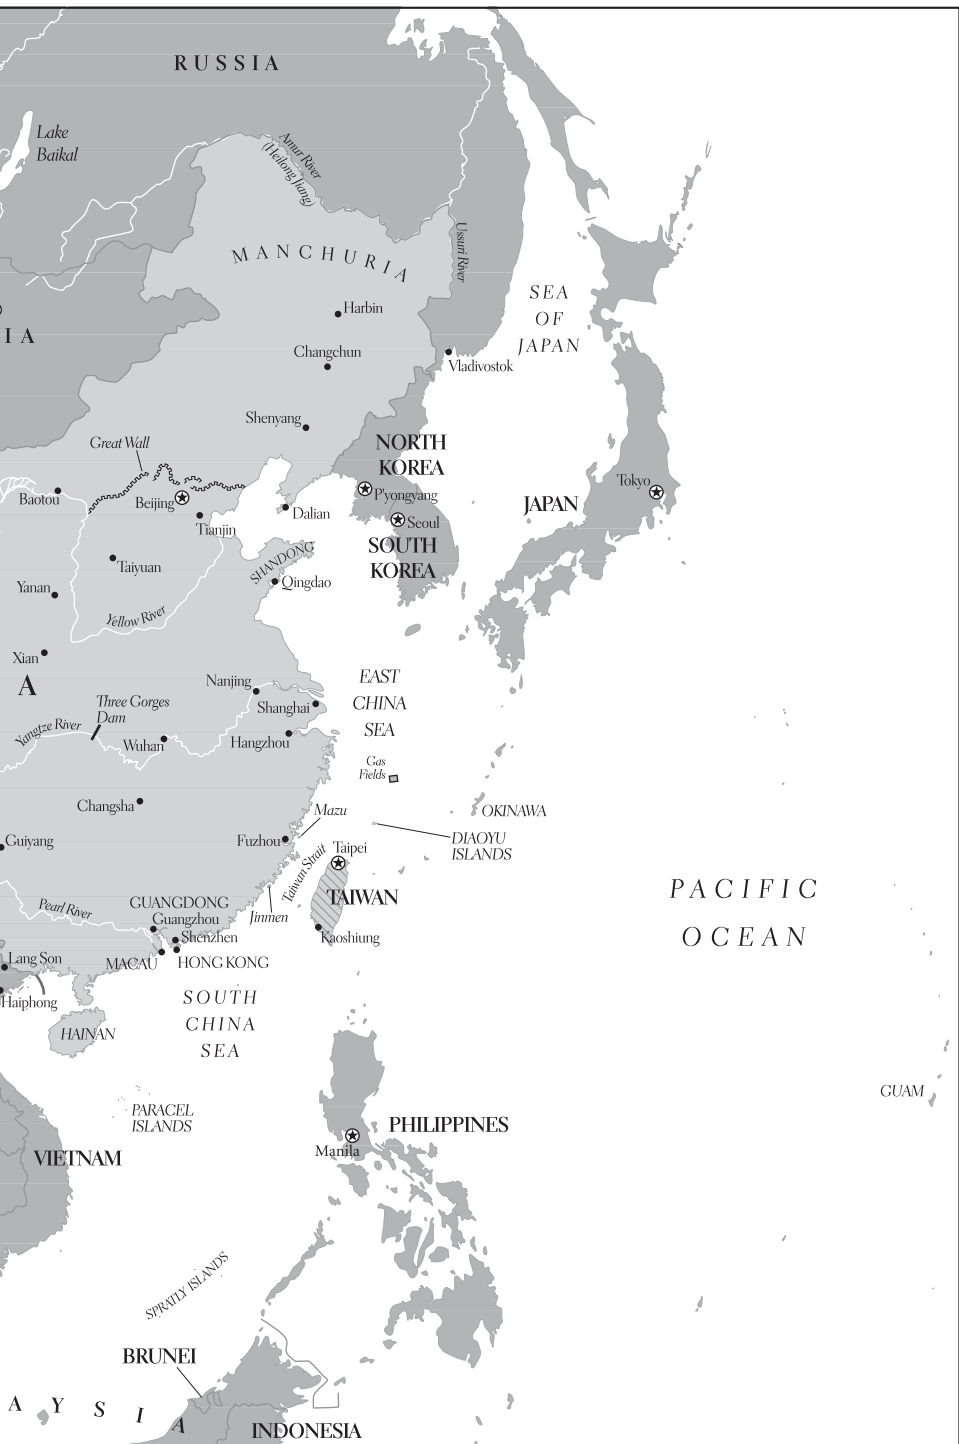 RUSSIA
Lake
Baikal
Amur River
(Heilong Jiang)
Ussuri River
MANCHURIA
SEA
OF
JAPAN
Harbin
IA
Changchun
Vladivostok
Shenyang
Great Wall
NORTH
KOREA
Baotou
Beijing
P'yongyang
Tokyo
JAPAN
Dalian
Tianjin
Seoul
SOUTH
KOREA
SHANDONG
Taiyuan
Qingdao
Yanan
Yellow River
Xian
A
Nanjing
EAST
CHINA
SEA
Three Gorges
Dam
Shanghai
Yangtze River
Wuhan
Hangzhou
Gas
Fields
Changsha
Mazu
OKINAWA
Guiyang
Fuzhou
DIAOYU
ISLANDS
Taiwan Strait
Taipei
PACIFIC
OCEAN
TAIWAN
Pearl River
GUANGDONG
Guangzhou
Jinmen
Shenzhen
Kaoshiung
Lang Son
MACAU
HONG KONG
Haiphong
SOUTH
CHINA
SEA
HAINAN
GUAM
PARACEL
ISLANDS
PHILIPPINES
Manila
VIETNAM
SPRATLY ISLANDS
BRUNEI
AYSIA
INDONESIA